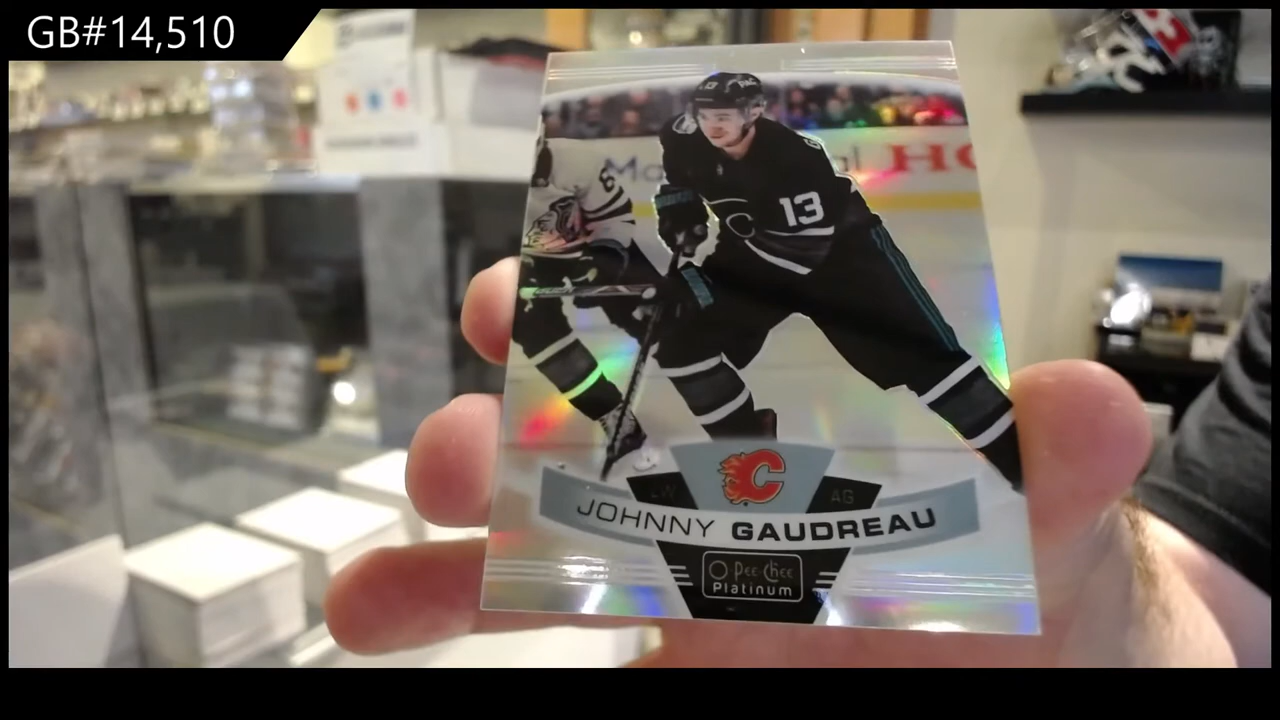 GB#14,510
13
LW
AG
JOHNNY GAUDREAU
O Pee-Chee
Platinum